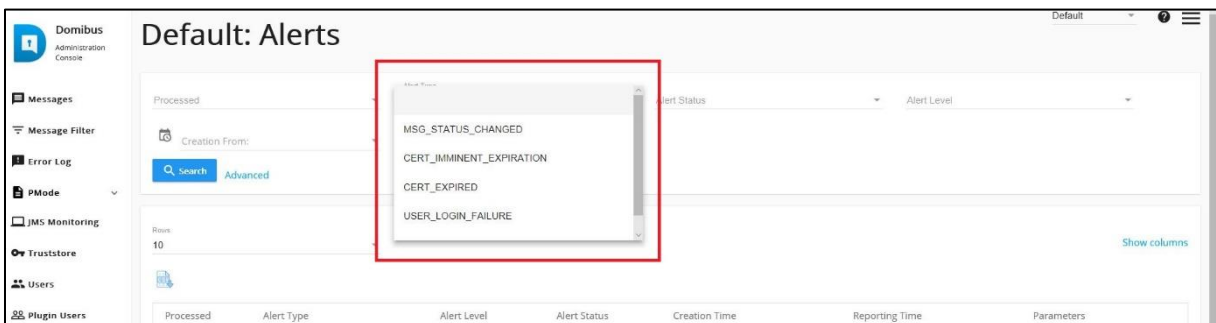 Domibus
Administration
Console
Default: Alerts
Default
Messages
Message Filter
Error Log
PMode
JMS Monitoring
Truststore
Users
Plugin Users
Processed
Alert Status
Alert Level
Creation From:
Search
Advanced
MSG_STATUS_CHANGED
CERT_IMMINENT_EXPIRATION
CERT_EXPIRED
USER_LOGIN_FAILURE
Rows
10
Show columns
Processed Alert Type Alert Level Alert Status Creation Time Reporting Time Parameters